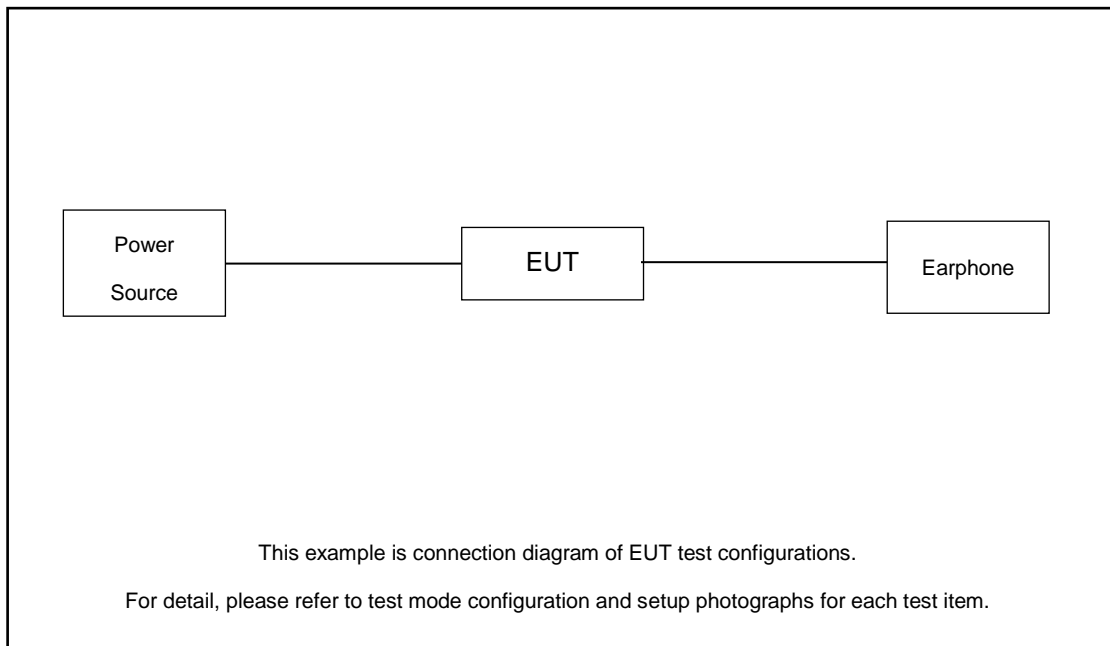 Power
Source
EUT
Earphone
This example is connection diagram of EUT test configurations.
For detail, please refer to test mode configuration and setup photographs for each test item.